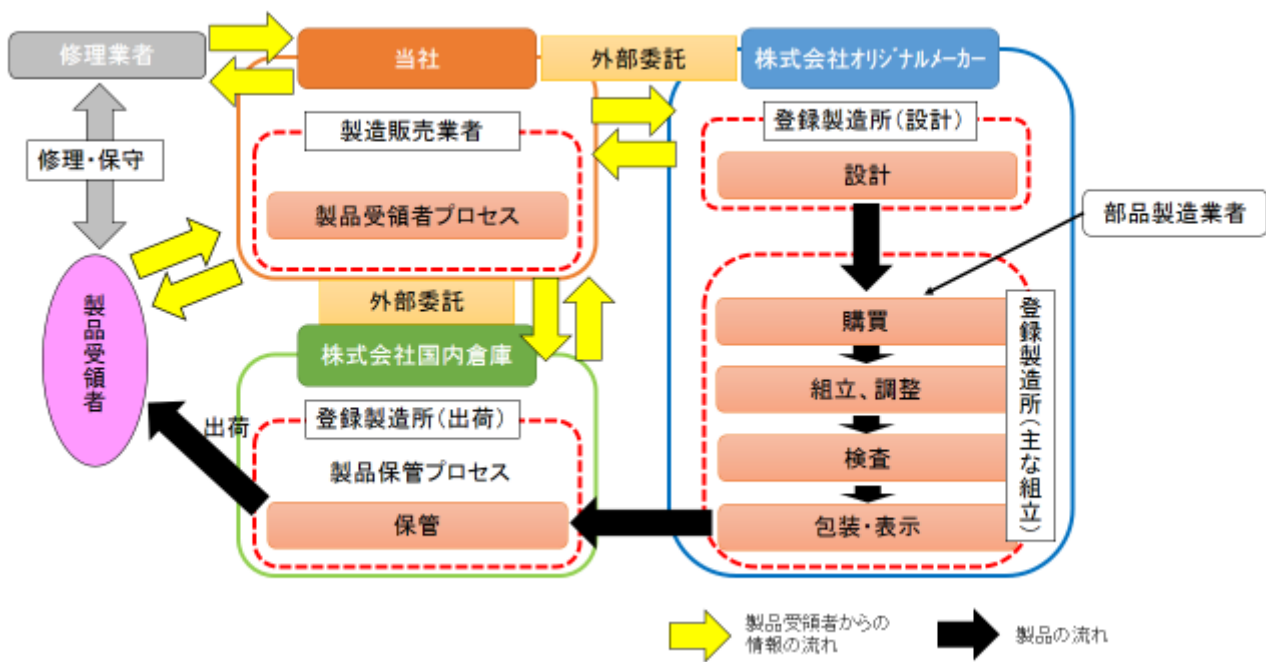 修理業者
当社
外部委託
株式会社オリジナルメーカー
製造販売業者
登録製造所(設計)
修理・保守
設計
製品受領者プロセス
部品製造業者
製品受領者
外部委託
購買
登録製造所(主な組立)
株式会社国内倉庫
組立、調整
出荷
登録製造所(出荷)
検査
製品保管プロセス
保管
包装・表示
製品受領者からの
情報の流れ
製品の流れ